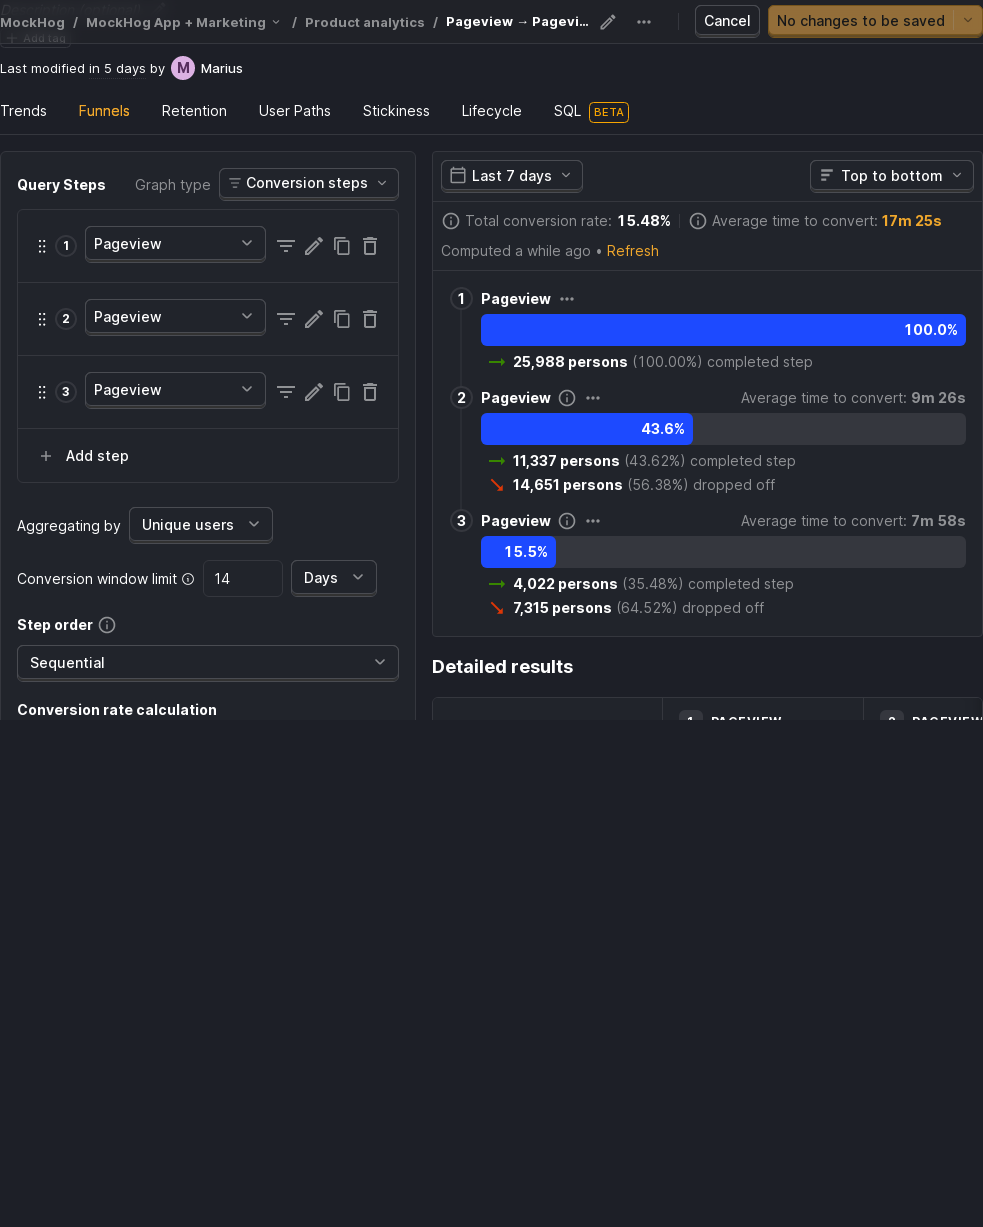 MockHog / MockHog App + Marketing / Product analytics / Pageview → Pagevi... Cancel No changes to be saved
Add tag
Last modified in 5 days by M Marius
Trends Funnels Retention User Paths Stickiness Lifecycle SQL BETA
Query Steps Graph type Conversion steps
1 Pageview
2 Pageview
3 Pageview
Add step
Aggregating by Unique users
Conversion window limit 14 Days
Step order
Sequential
Conversion rate calculation
Last 7 days Top to bottom
Total conversion rate: 15.48% Average time to convert: 17m 25s
Computed a while ago • Refresh
1 Pageview
100.0%
25,988 persons (100.00%) completed step
2 Pageview Average time to convert: 9m 26s
43.6%
11,337 persons (43.62%) completed step
14,651 persons (56.38%) dropped off
3 Pageview Average time to convert: 7m 58s
15.5%
4,022 persons (35.48%) completed step
7,315 persons (64.52%) dropped off
Detailed results
1 PAGEVIEW 2 PAGEVIEW